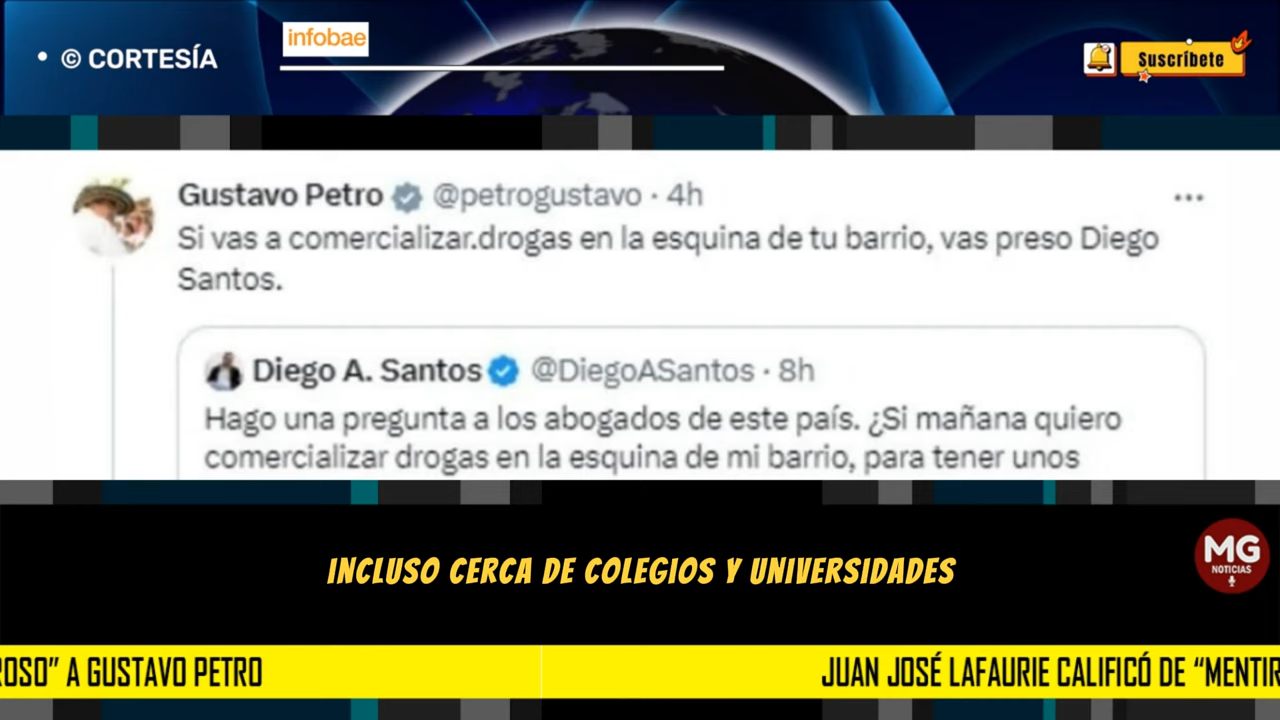 • © CORTESÍA
infobae
Suscríbete
Gustavo Petro @petrogustavo · 4h
Si vas a comercializar.drogas en la esquina de tu barrio, vas preso Diego
Santos.
Diego A. Santos @DiegoASantos · 8h
Hago una pregunta a los abogados de este país. ¿Si mañana quiero
comercializar drogas en la esquina de mi barrio, para tener unos
INCLUSO CERCA DE COLEGIOS Y UNIVERSIDADES
MG
NOTICIAS
ROSO” A GUSTAVO PETRO
JUAN JOSÉ LAFAURIE CALIFICÓ DE “MENTIR